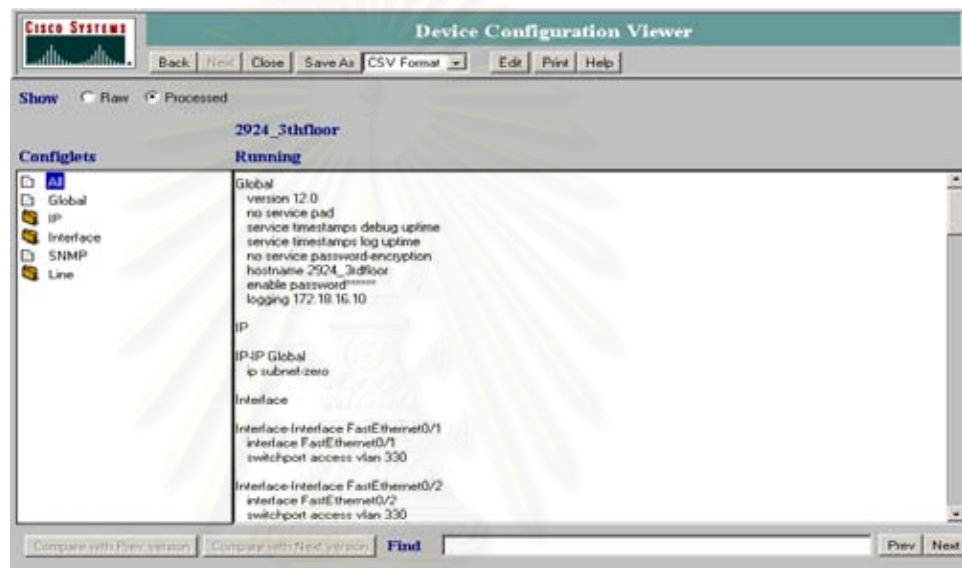 CISCO SYSTEMS
Device Configuration Viewer
Back Next Close Save As CSV Format Edit Print Help
Show Raw Processed
2924_3thfloor
Configlets Running
All
Global
IP
Interface
SNMP
Line
Global
version 12.0
no service pad
service timestamps debug uptime
service timestamps log uptime
no service password-encryption
hostname 2924_3rdfloor
enable password******
logging 172.18.16.10
IP
IP-IP Global
ip subnet-zero
Interface
Interface-Interface FastEthernet0/1
interface FastEthernet0/1
switchport access vlan 330
Interface-Interface FastEthernet0/2
interface FastEthernet0/2
switchport access vlan 330
Compare with Prev version Compare with Next version Find Prev Next